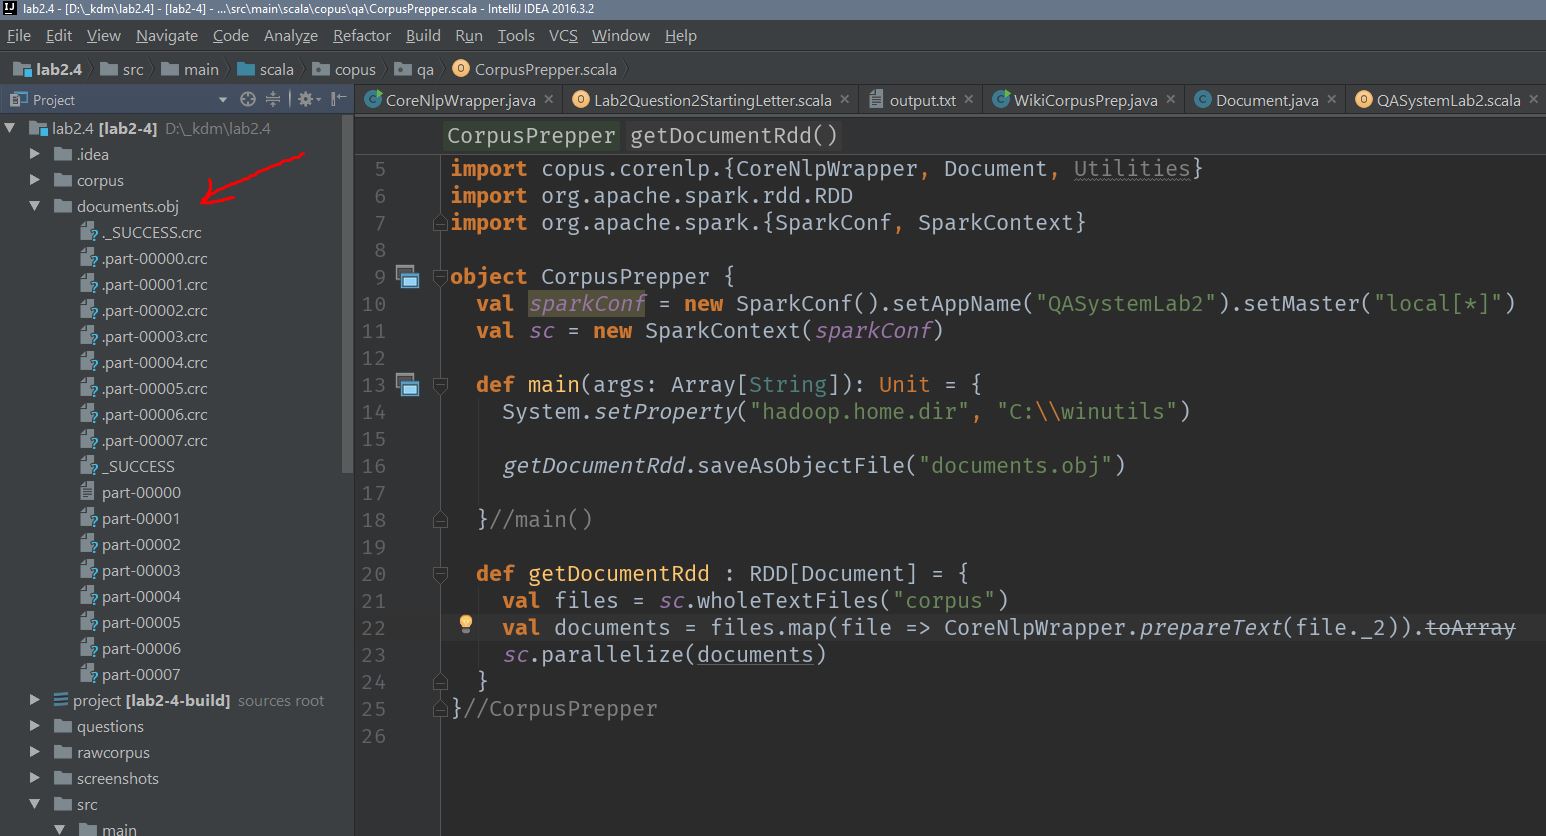 lab2.4 - [D:\_kdm\lab2.4] - [lab2-4] - ...\src\main\scala\copus\qa\CorpusPrepper.scala - IntelliJ IDEA 2016.3.2
File Edit View Navigate Code Analyze Refactor Build Run Tools VCS Window Help
lab2.4 src main scala copus qa CorpusPrepper.scala
Project
CoreNlpWrapper.java Lab2Question2StartingLetter.scala output.txt WikiCorpusPrep.java Document.java QASystemLab2.scala
lab2.4 [lab2-4] D:\_kdm\lab2.4
.idea
corpus
documents.obj
._SUCCESS.crc
.part-00000.crc
.part-00001.crc
.part-00002.crc
.part-00003.crc
.part-00004.crc
.part-00005.crc
.part-00006.crc
.part-00007.crc
_SUCCESS
part-00000
part-00001
part-00002
part-00003
part-00004
part-00005
part-00006
part-00007
project [lab2-4-build] sources root
questions
rawcorpus
screenshots
src
main
CorpusPrepper getDocumentRdd()
5 import copus.corenlp.{CoreNlpWrapper, Document, Utilities}
6 import org.apache.spark.rdd.RDD
7 import org.apache.spark.{SparkConf, SparkContext}
8
9 object CorpusPrepper {
10 val sparkConf = new SparkConf().setAppName("QASystemLab2").setMaster("local[*]")
11 val sc = new SparkContext(sparkConf)
12
13 def main(args: Array[String]): Unit = {
14 System.setProperty("hadoop.home.dir", "C:\\winutils")
15
16 getDocumentRdd.saveAsObjectFile("documents.obj")
17
18 }//main()
19
20 def getDocumentRdd : RDD[Document] = {
21 val files = sc.wholeTextFiles("corpus")
22 val documents = files.map(file => CoreNlpWrapper.prepareText(file._2)).toArray
23 sc.parallelize(documents)
24 }
25 }//CorpusPrepper
26